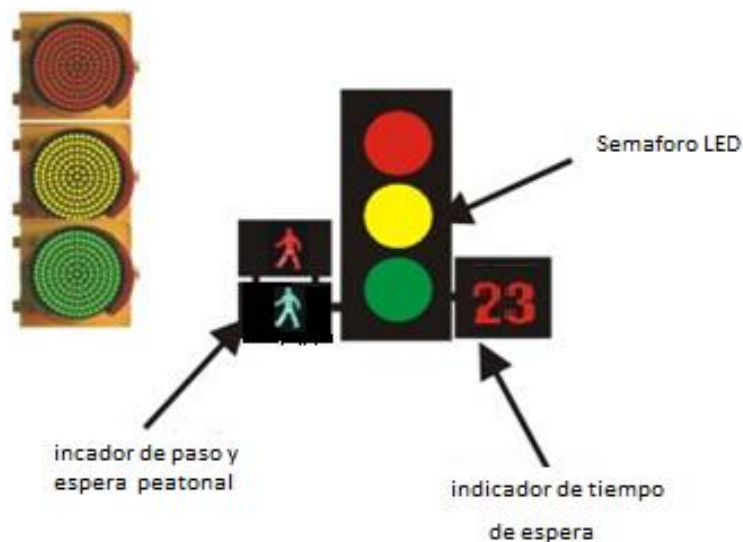 Semaforo LED
23
incador de paso y
espera peatonal
indicador de tiempo
de espera